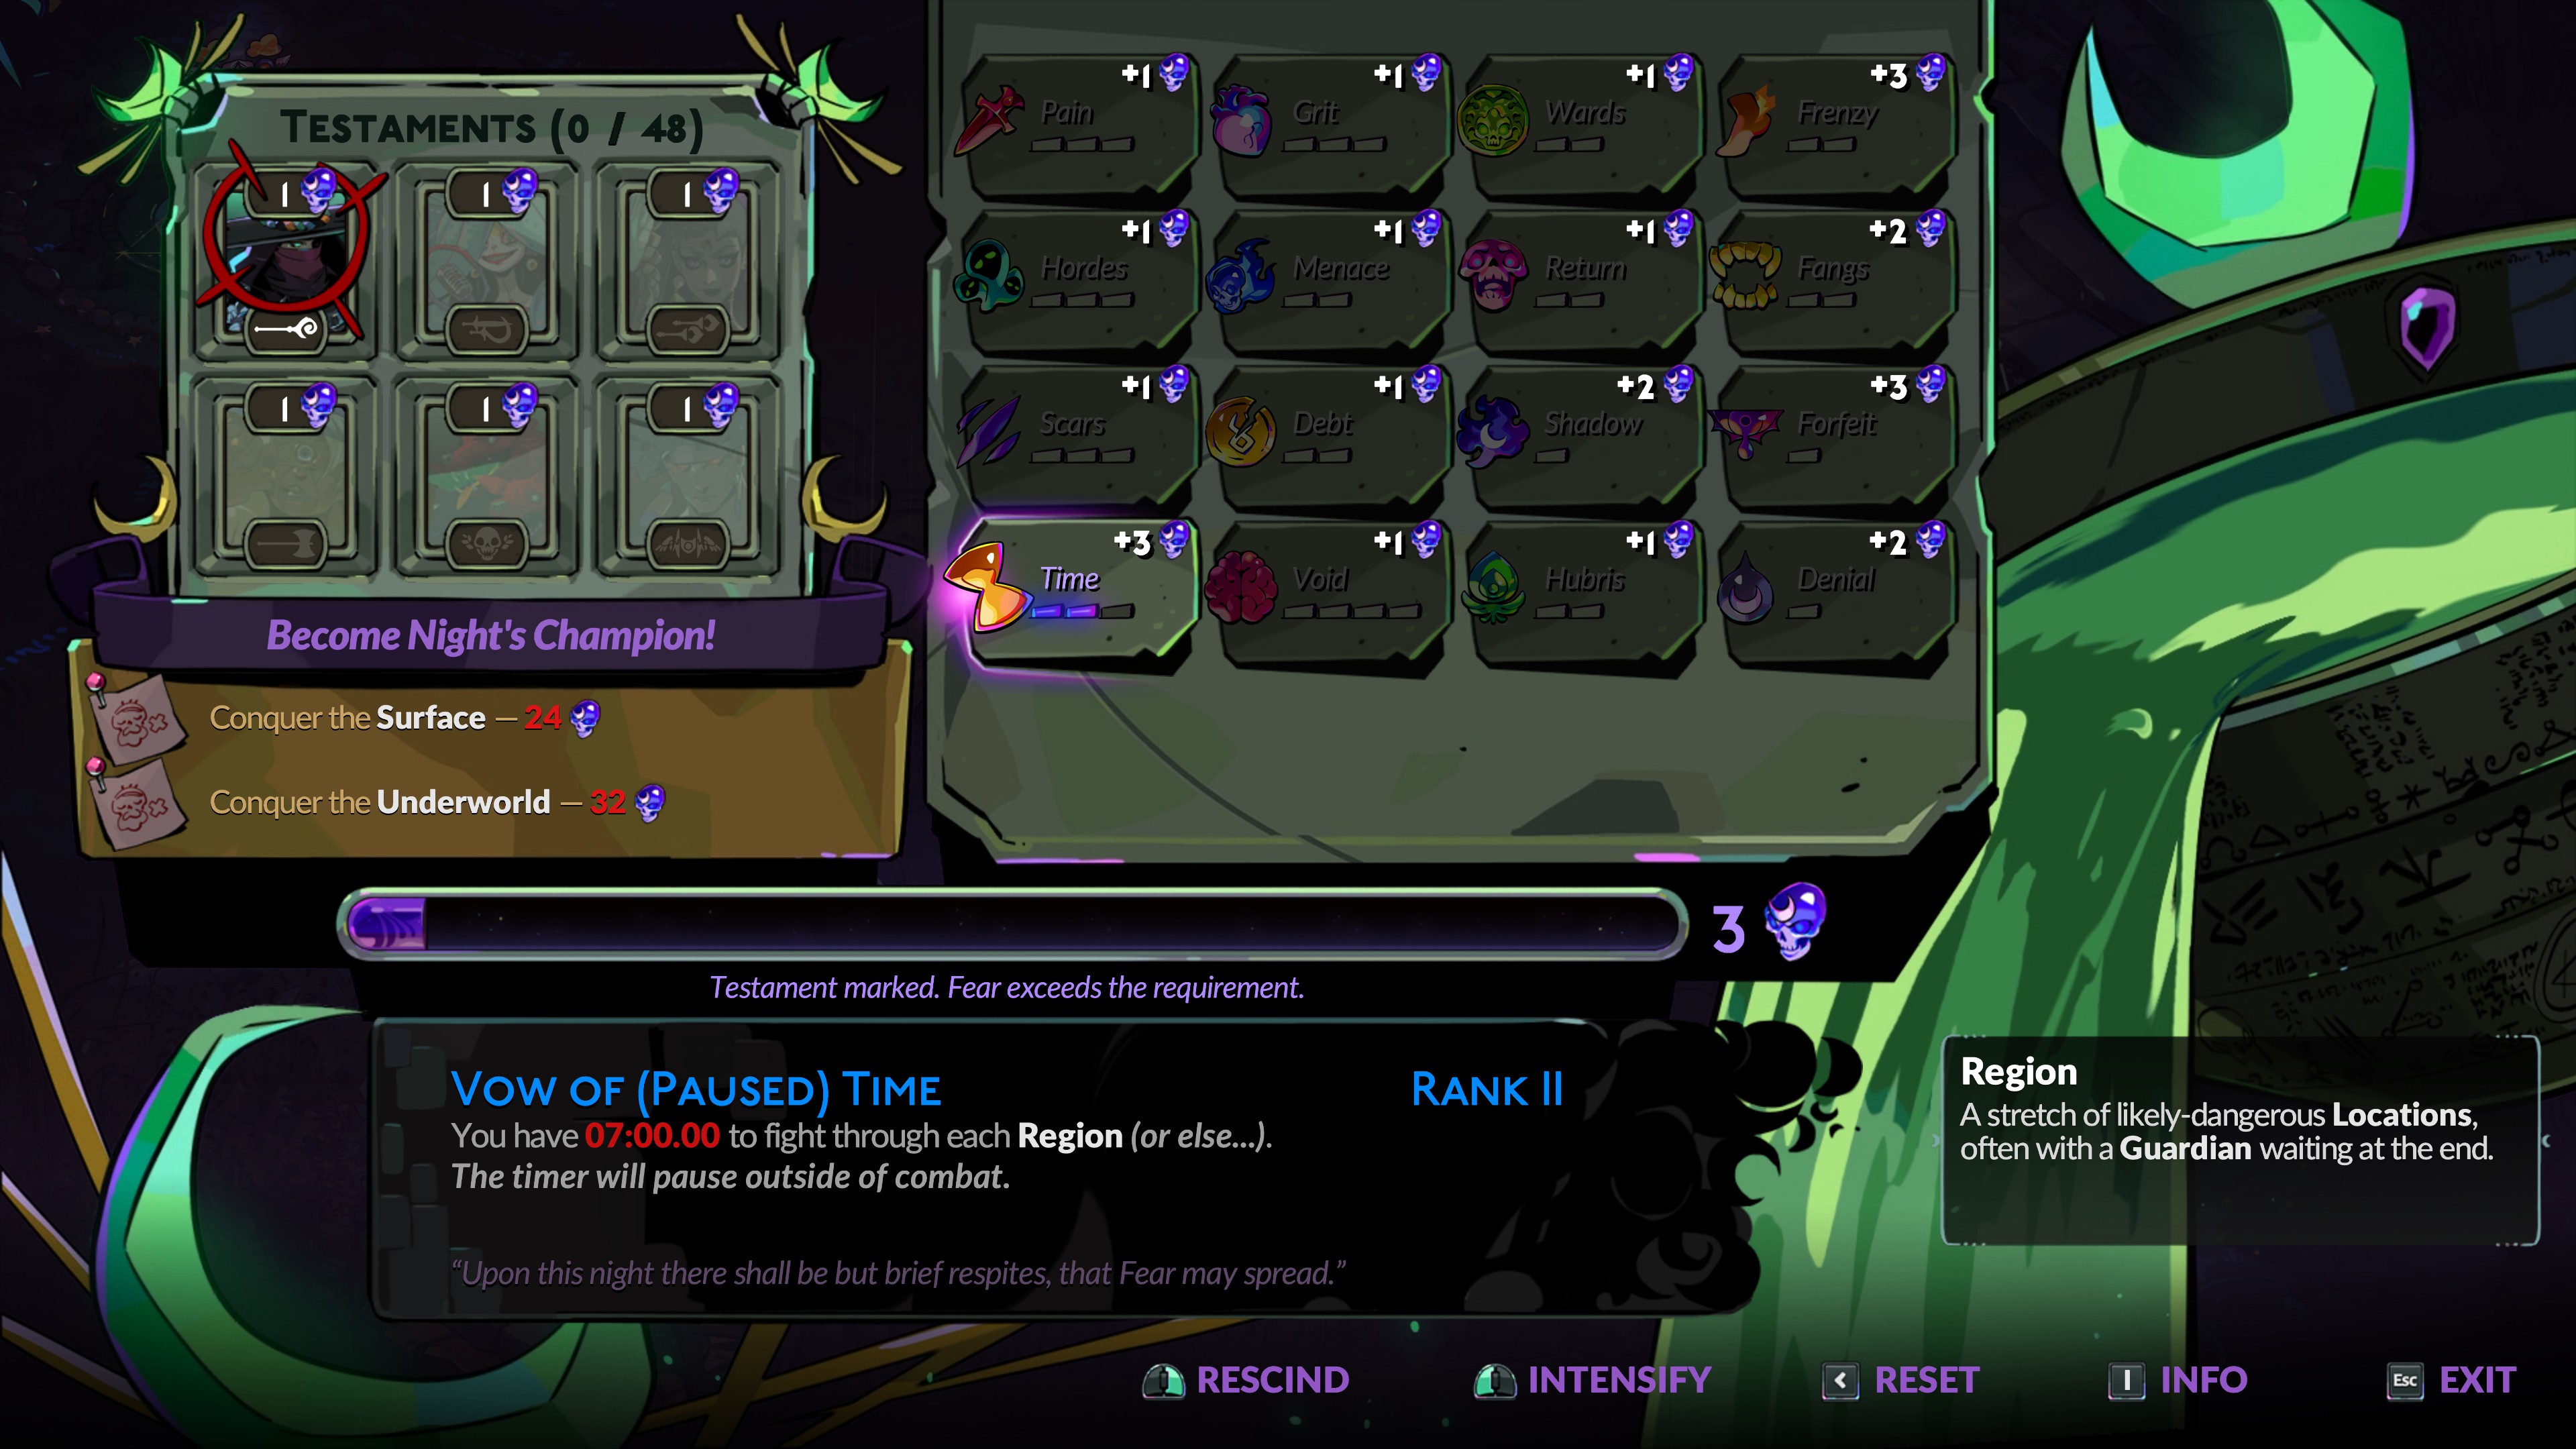 TESTAMENTS (0 / 48)
1 1 1
1 1 1
Become Night's Champion!
Conquer the Surface – 24
Conquer the Underworld – 32
+1 +1 +1 +3
Pain Grit Wards Frenzy
+1 +1 +1 +2
Hordes Menace Return Fangs
+1 +1 +2 +3
Scars Debt Shadow Forfeit
+3 +1 +1 +2
Time Void Hubris Denial
3
Testament marked. Fear exceeds the requirement.
VOW OF (PAUSED) TIME RANK II
You have 07:00.00 to fight through each Region (or else...).
The timer will pause outside of combat.
“Upon this night there shall be but brief respites, that Fear may spread.”
Region
A stretch of likely-dangerous Locations,
often with a Guardian waiting at the end.
RESCIND INTENSIFY < RESET I INFO Esc EXIT